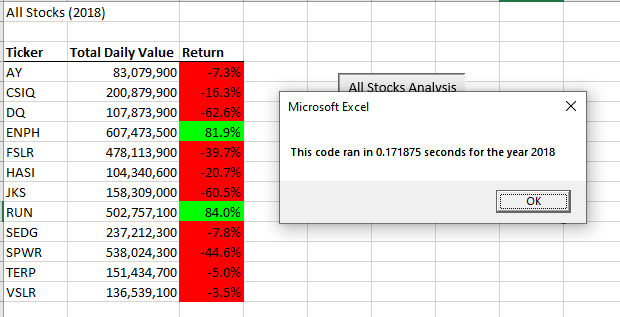 All Stocks (2018)
Ticker Total Daily Value Return
AY 83,079,900 -7.3%
All Stocks Analysis
CSIQ 200,879,900 -16.3%
Microsoft Excel
DQ 107,873,900 -62.6%
ENPH 607,473,500 81.9%
This code ran in 0.171875 seconds for the year 2018
FSLR 478,113,900 -39.7%
HASI 104,340,600 -20.7%
JKS 158,309,000 -60.5%
OK
RUN 502,757,100 84.0%
SEDG 237,212,300 -7.8%
SPWR 538,024,300 -44.6%
TERP 151,434,700 -5.0%
VSLR 136,539,100 -3.5%